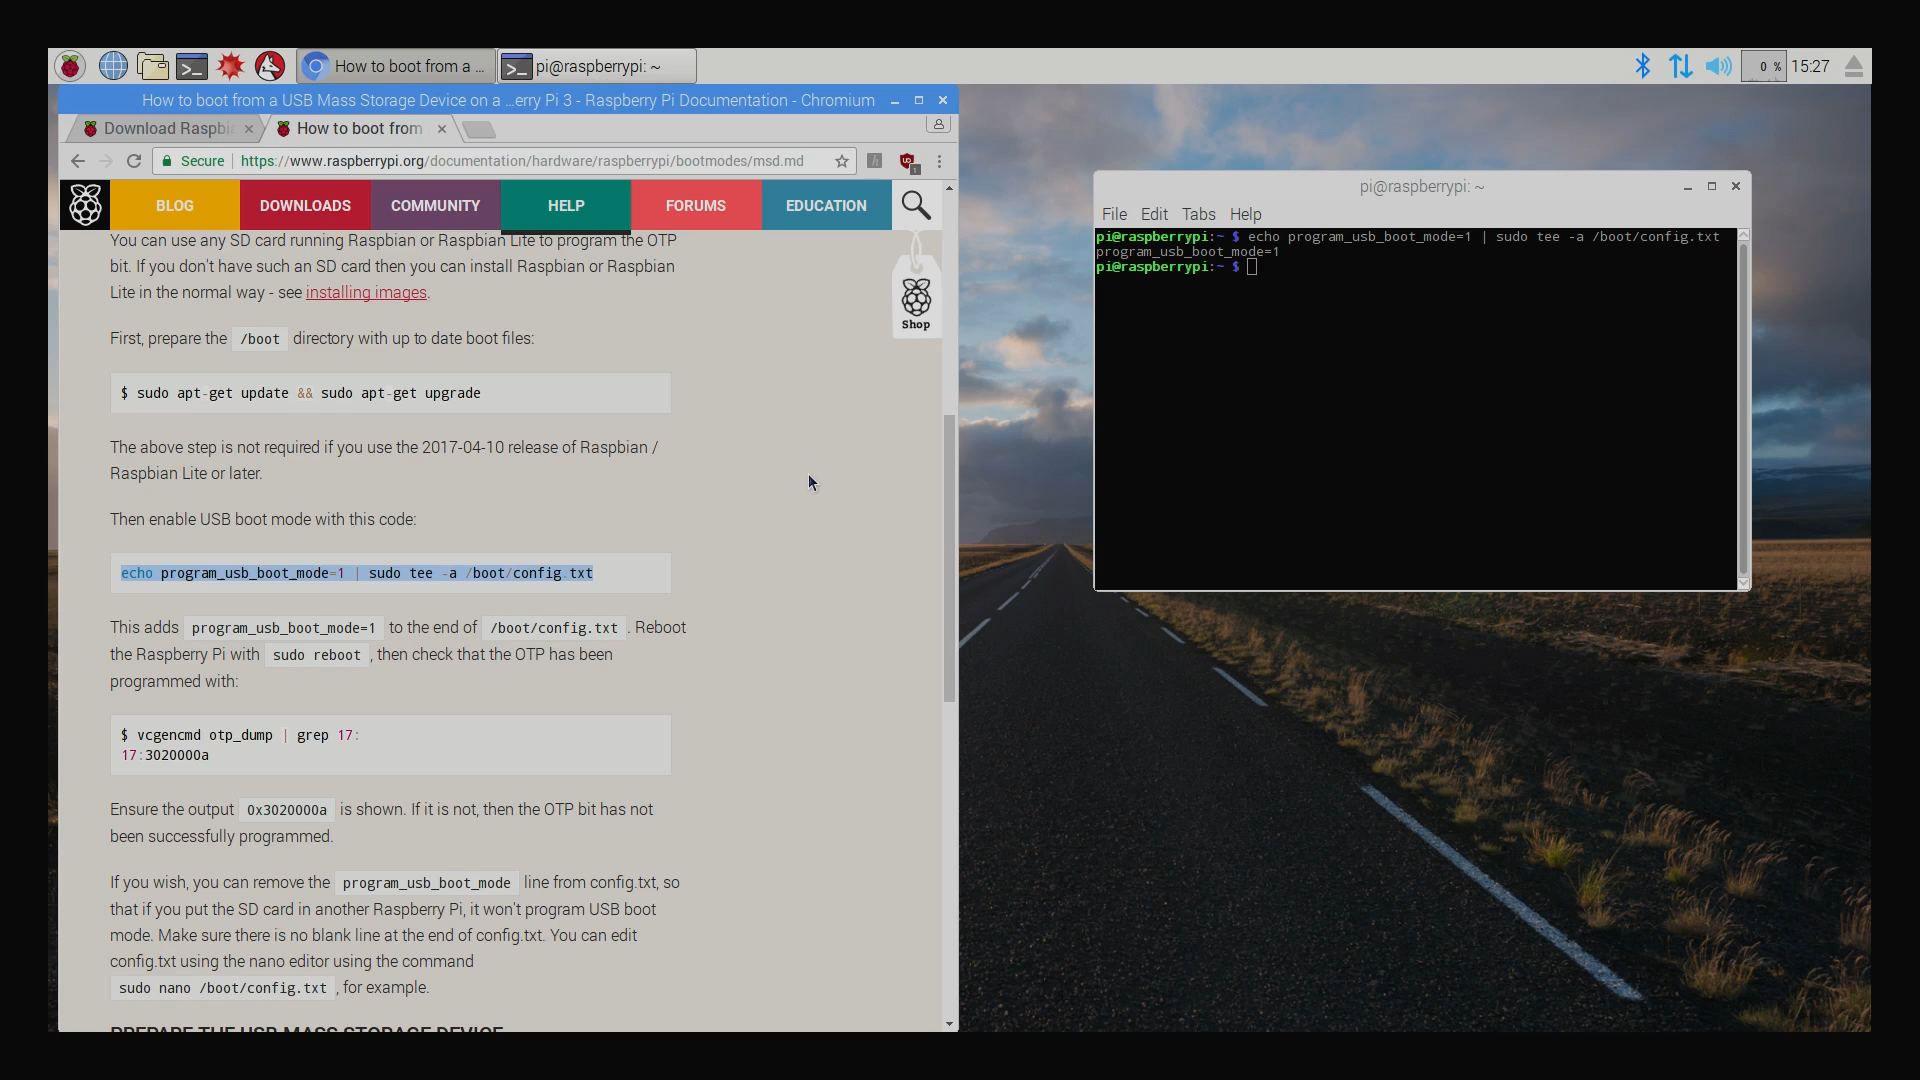 How to boot from a ...
pi@raspberrypi: ~
0 %
15:27
How to boot from a USB Mass Storage Device on a ...erry Pi 3 - Raspberry Pi Documentation - Chromium
Download Raspbi
How to boot from
Secure
https://www.raspberrypi.org/documentation/hardware/raspberrypi/bootmodes/msd.md
BLOG
DOWNLOADS
COMMUNITY
HELP
FORUMS
EDUCATION
Shop
You can use any SD card running Raspbian or Raspbian Lite to program the OTP
bit. If you don't have such an SD card then you can install Raspbian or Raspbian
Lite in the normal way - see installing images.
First, prepare the /boot directory with up to date boot files:
$ sudo apt-get update && sudo apt-get upgrade
The above step is not required if you use the 2017-04-10 release of Raspbian /
Raspbian Lite or later.
Then enable USB boot mode with this code:
echo program_usb_boot_mode=1 | sudo tee -a /boot/config.txt
This adds program_usb_boot_mode=1 to the end of /boot/config.txt . Reboot
the Raspberry Pi with sudo reboot , then check that the OTP has been
programmed with:
$ vcgencmd otp_dump | grep 17:
17:3020000a
Ensure the output 0x3020000a is shown. If it is not, then the OTP bit has not
been successfully programmed.
If you wish, you can remove the program_usb_boot_mode line from config.txt, so
that if you put the SD card in another Raspberry Pi, it won't program USB boot
mode. Make sure there is no blank line at the end of config.txt. You can edit
config.txt using the nano editor using the command
sudo nano /boot/config.txt , for example.
PREPARE THE USB MASS STORAGE DEVICE
pi@raspberrypi: ~
File Edit Tabs Help
pi@raspberrypi:~ $ echo program_usb_boot_mode=1 | sudo tee -a /boot/config.txt
program_usb_boot_mode=1
pi@raspberrypi:~ $